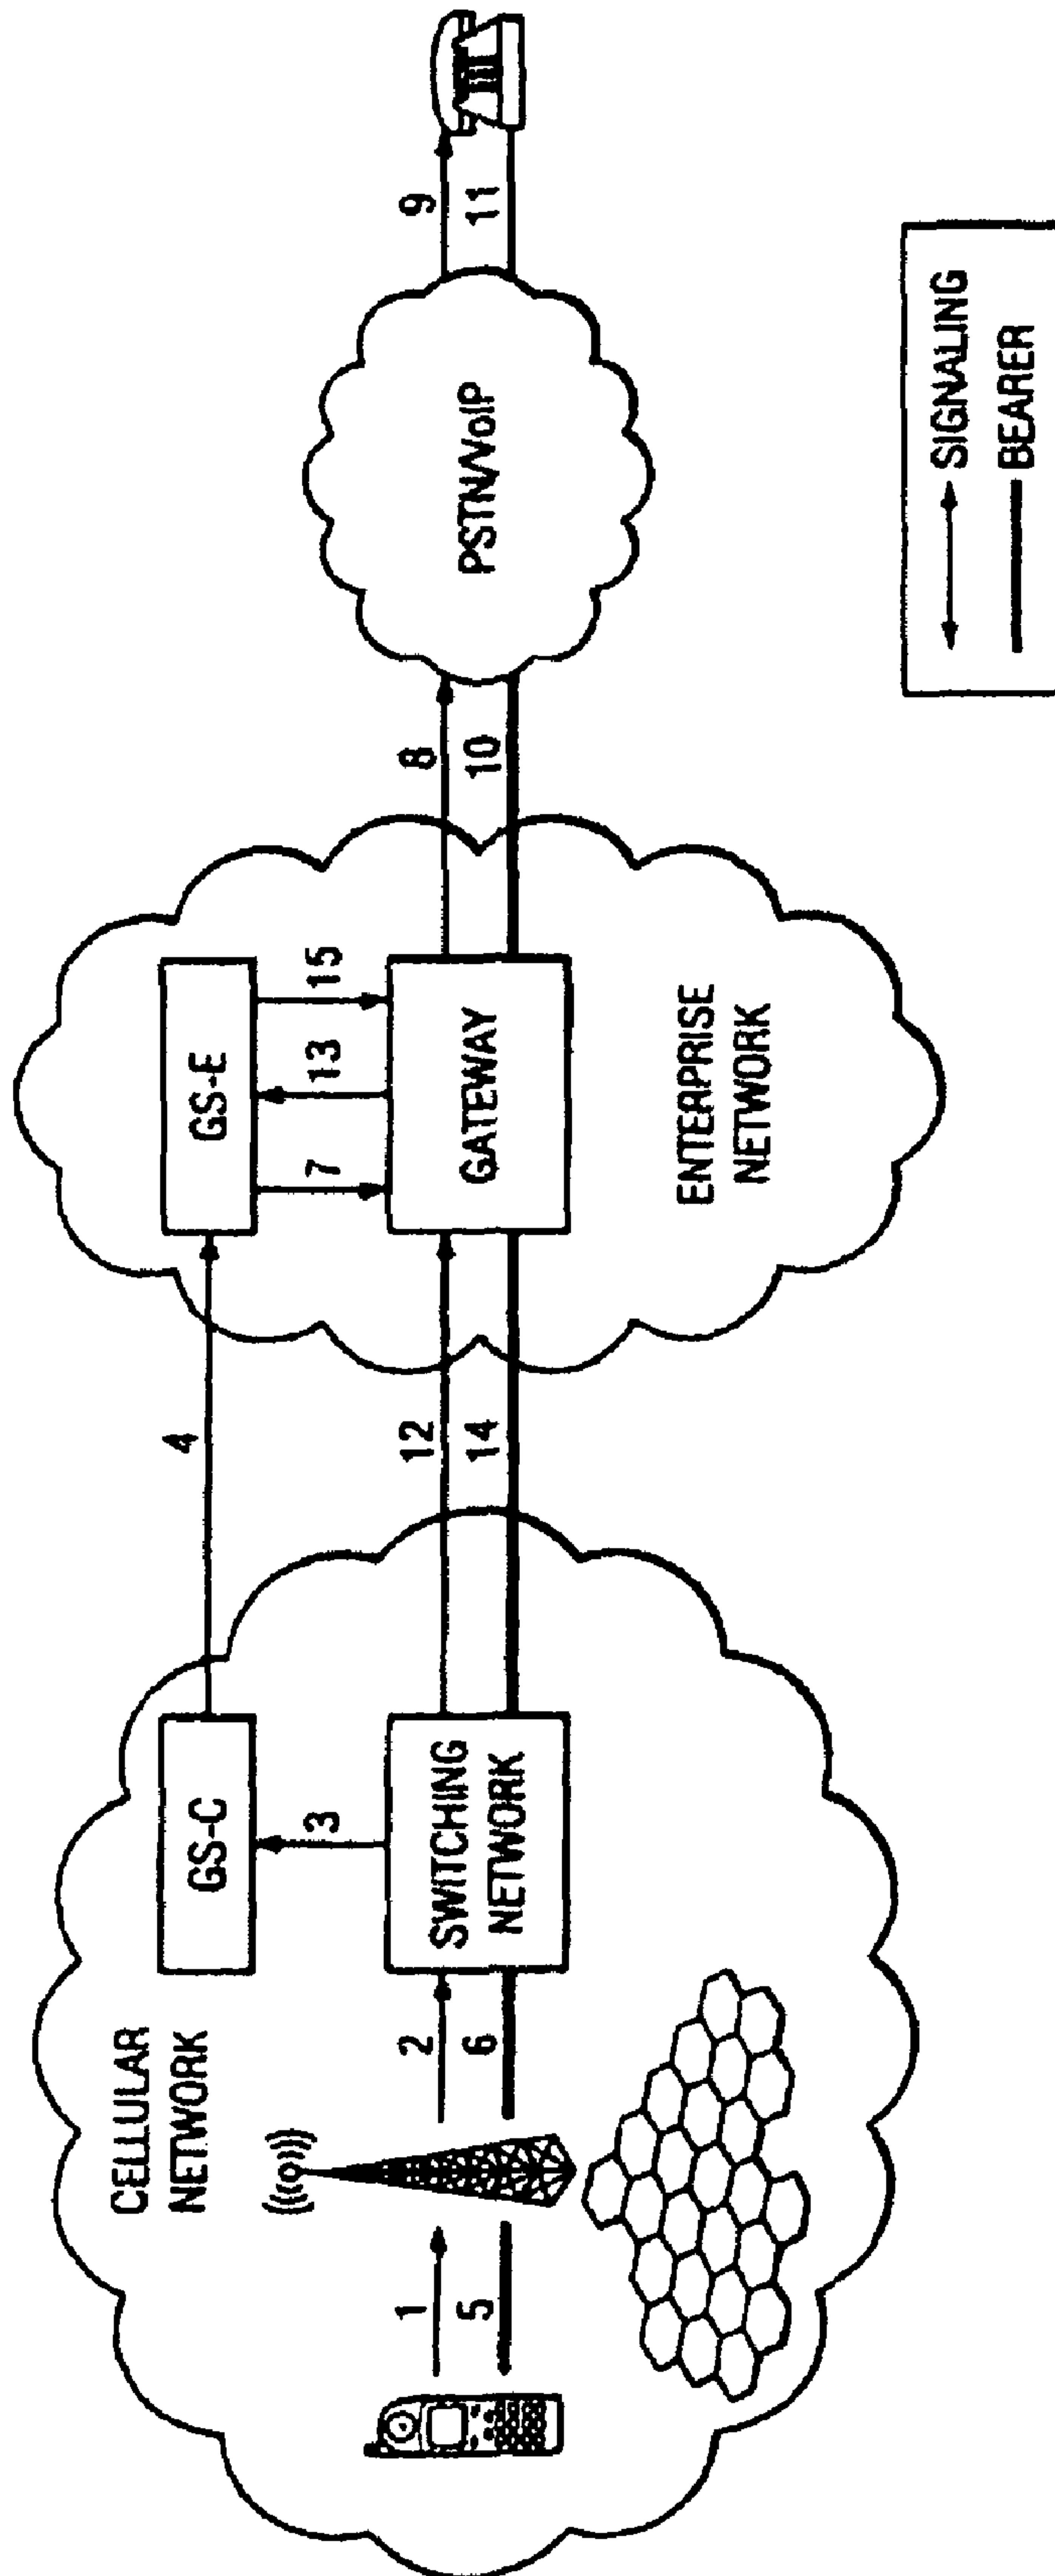 CELLULAR
NETWORK
GS-C
3
SWITCHING
NETWORK
1
5
2
6
4
12
14
GS-E
7
13
15
GATEWAY
ENTERPRISE
NETWORK
8
10
PSTN/VoIP
9
11
SIGNALING
BEARER